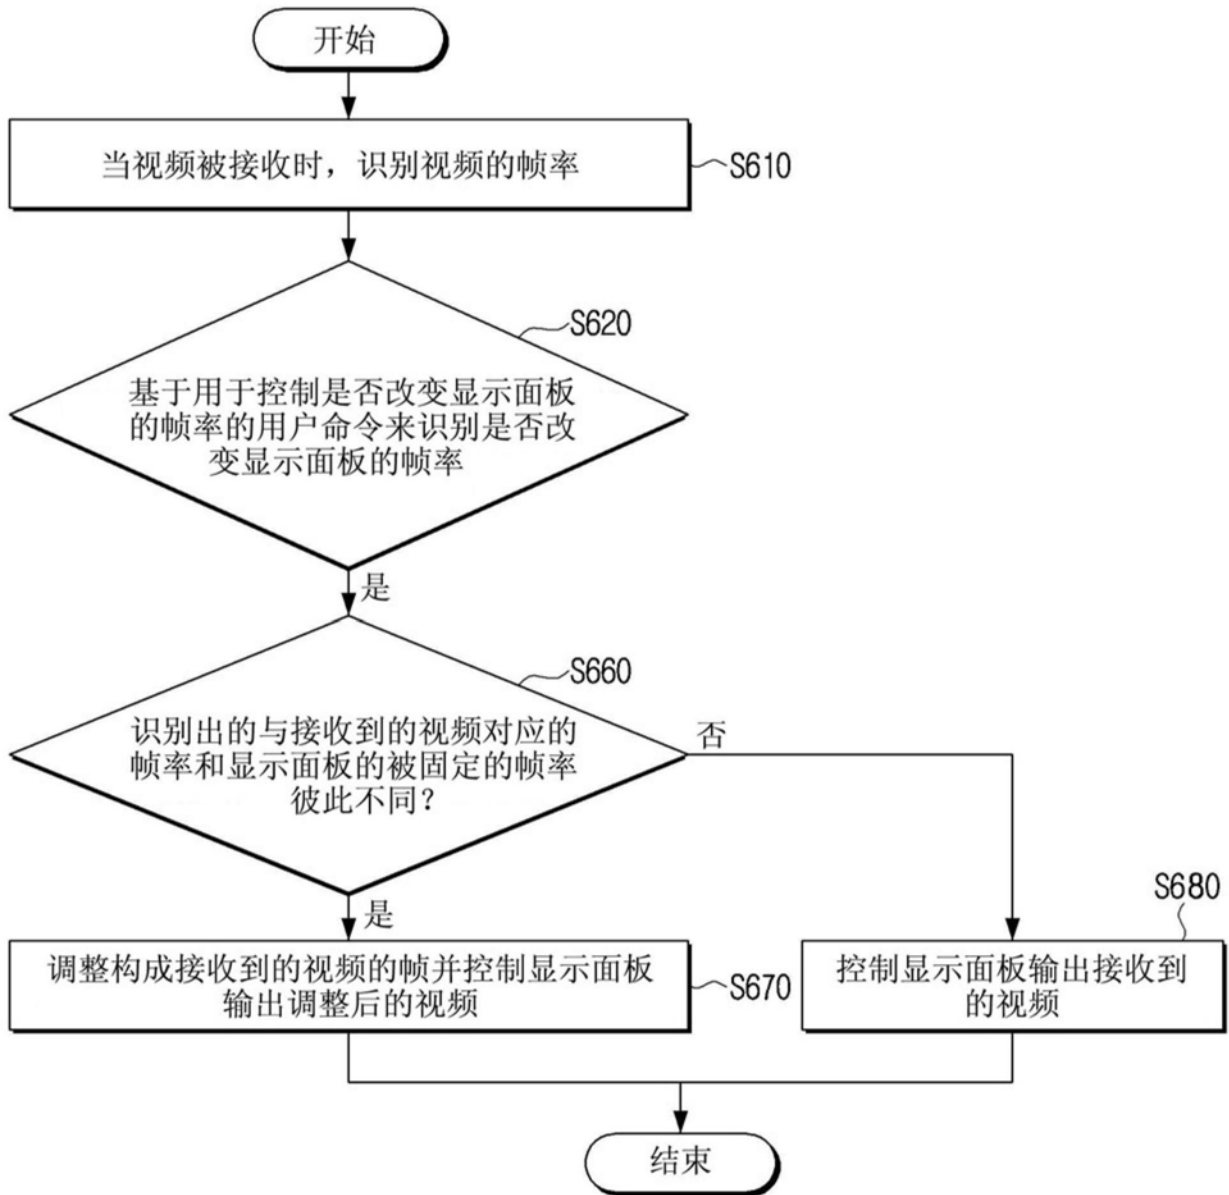 开始
当视频被接收时，识别视频的帧率
S610
S620
基于用于控制是否改变显示面板
的帧率的用户命令来识别是否改
变显示面板的帧率
是
S660
识别出的与接收到的视频对应的
帧率和显示面板的被固定的帧率
彼此不同？
否
是
S680
调整构成接收到的视频的帧并控制显示面板
输出调整后的视频
S670
控制显示面板输出接收到
的视频
结束